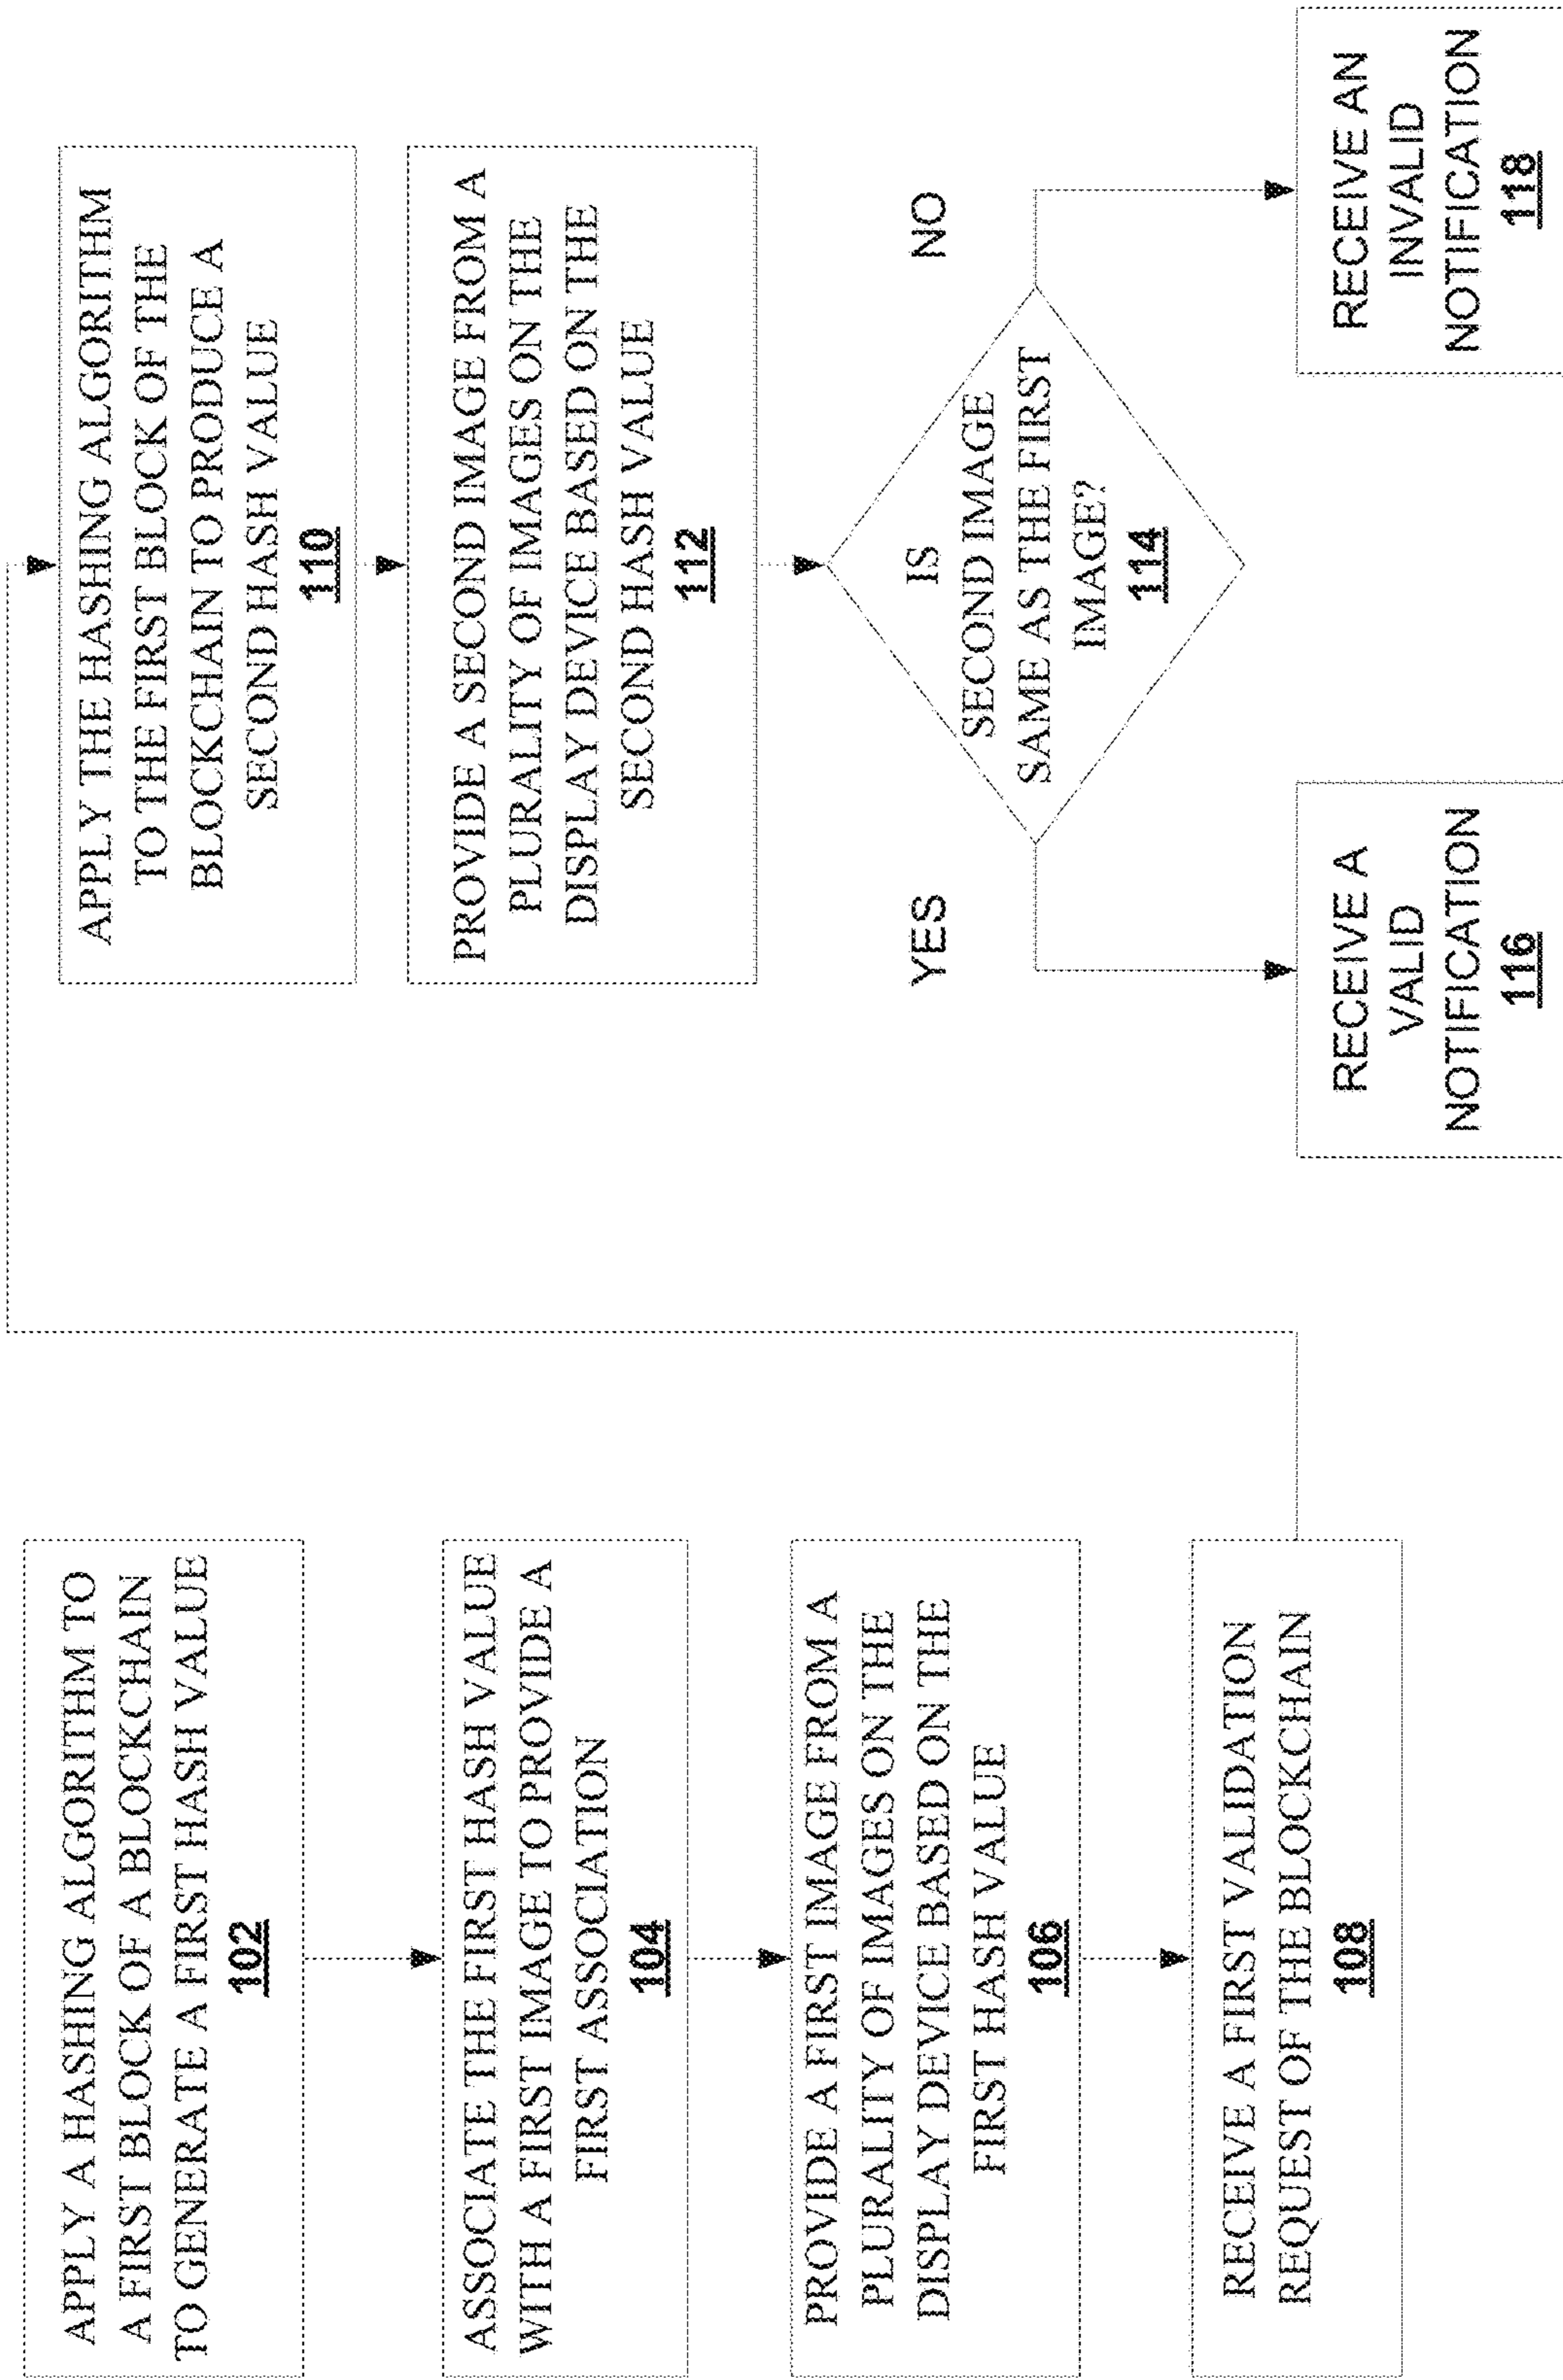 APPLY A HASHING ALGORITHM TO
A FIRST BLOCK OF A BLOCKCHAIN
TO GENERATE A FIRST HASH VALUE
102
ASSOCIATE THE FIRST HASH VALUE
WITH A FIRST IMAGE TO PROVIDE A
FIRST ASSOCIATION
104
PROVIDE A FIRST IMAGE FROM A
PLURALITY OF IMAGES ON THE
DISPLAY DEVICE BASED ON THE
FIRST HASH VALUE
106
RECEIVE A FIRST VALIDATION
REQUEST OF THE BLOCKCHAIN
108
APPLY THE HASHING ALGORITHM
TO THE FIRST BLOCK OF THE
BLOCKCHAIN TO PRODUCE A
SECOND HASH VALUE
110
PROVIDE A SECOND IMAGE FROM A
PLURALITY OF IMAGES ON THE
DISPLAY DEVICE BASED ON THE
SECOND HASH VALUE
112
IS
SECOND IMAGE
SAME AS THE FIRST
IMAGE?
114
YES
NO
RECEIVE A
VALID
NOTIFICATION
116
RECEIVE AN
INVALID
NOTIFICATION
118